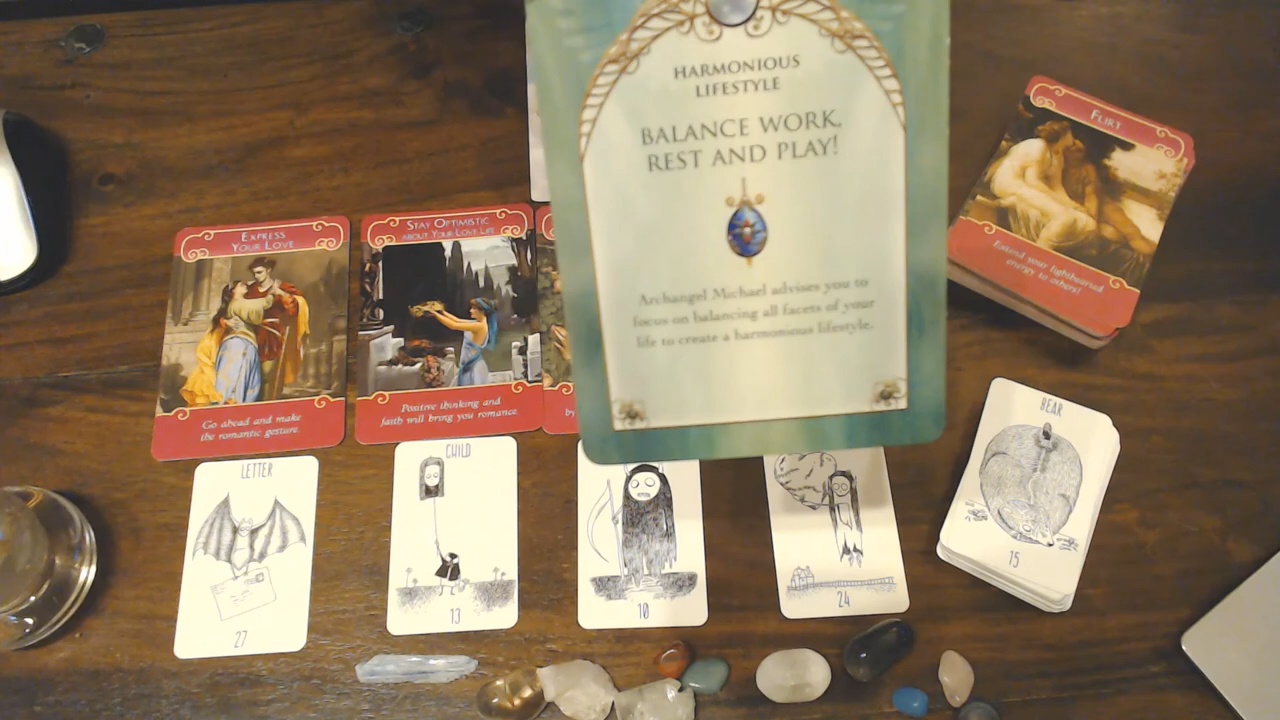 HARMONIOUS
LIFESTYLE
BALANCE WORK,
REST AND PLAY!
Archangel Michael advises you to
focus on balancing all facets of your
life to create a harmonious lifestyle.
FLIRT
Extend your lighthearted
energy to others!
EXPRESS
YOUR LOVE
Go ahead and make
the romantic gesture
STAY OPTIMISTIC
ABOUT YOUR LOVE LIFE
Positive thinking and
faith will bring you romance
by
LETTER
27
CHILD
13
10
24
BEAR
15